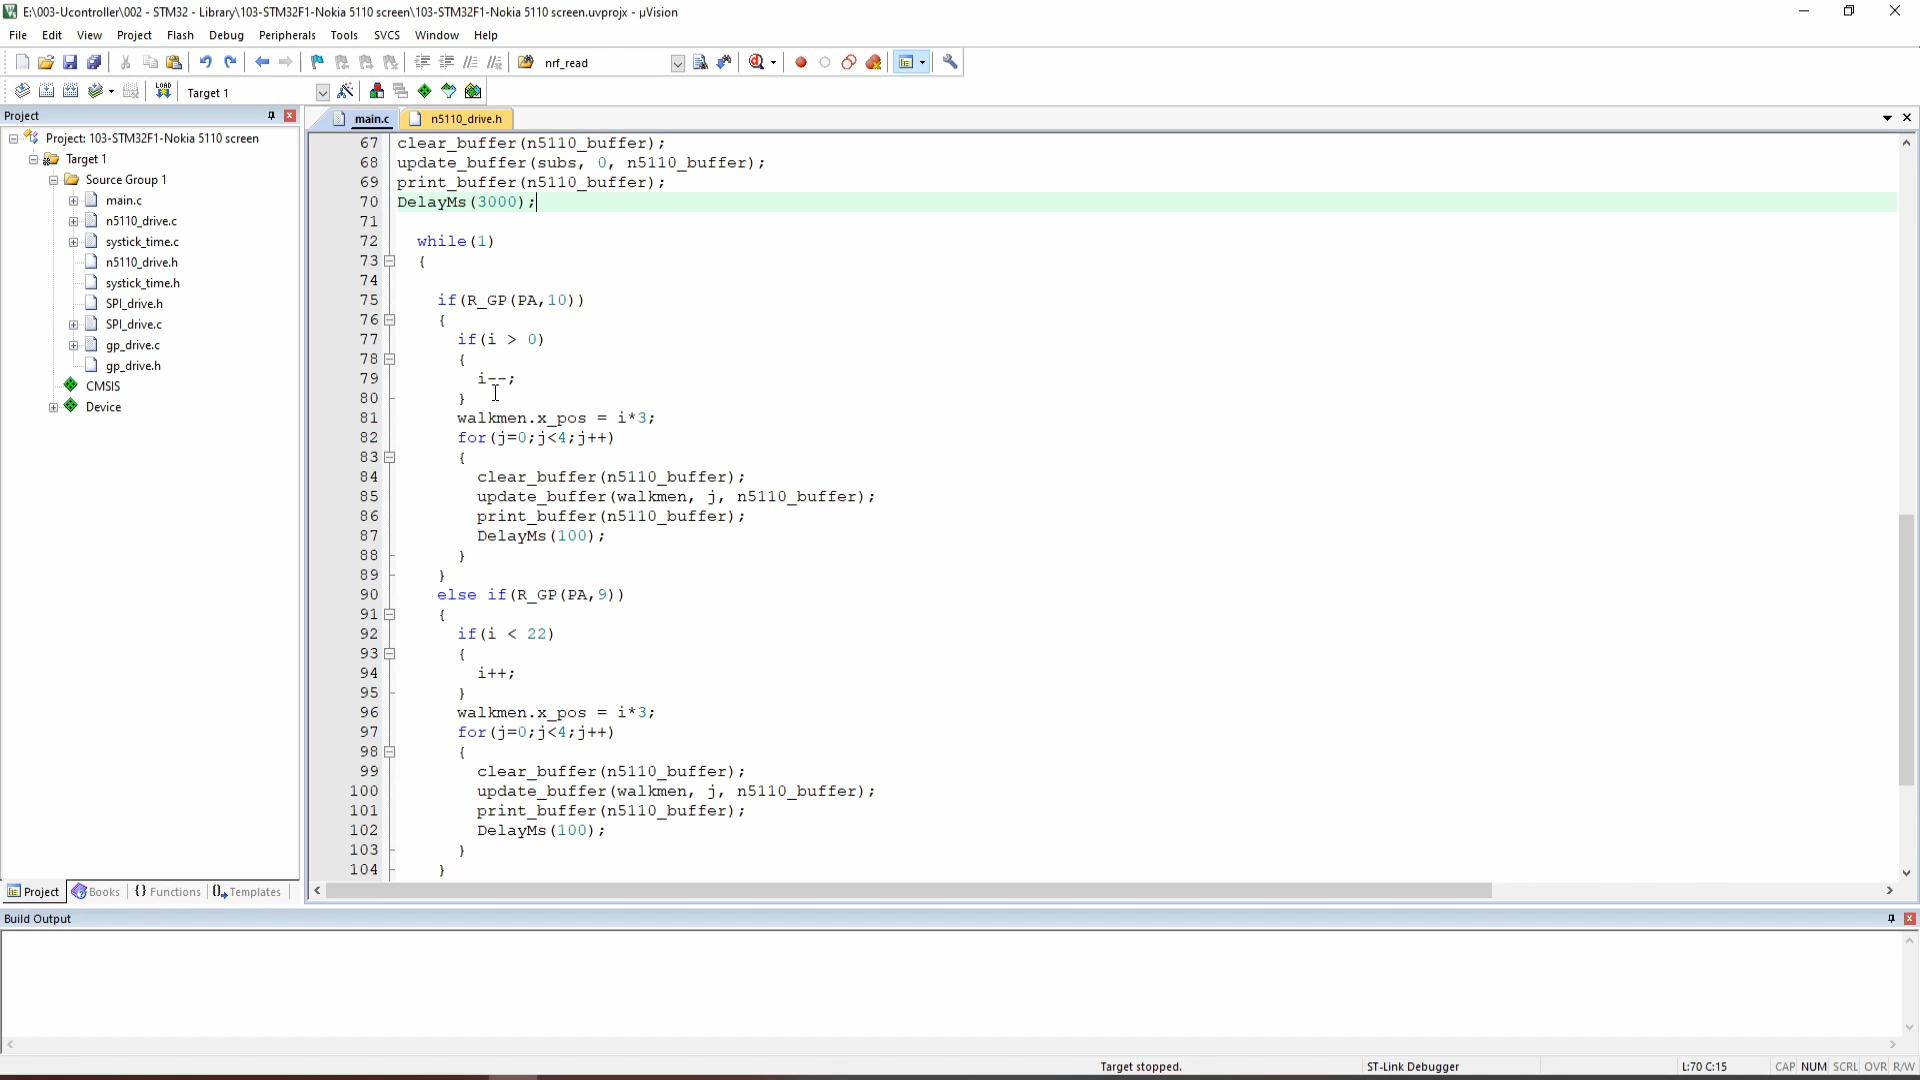 E:\003-Ucontroller\002 - STM32 - Library\103-STM32F1-Nokia 5110 screen\103-STM32F1-Nokia 5110 screen.uvprojx - µVision
File Edit View Project Flash Debug Peripherals Tools SVCS Window Help
nrf_read
LOAD Target 1
Project
main.c n5110_drive.h
Project: 103-STM32F1-Nokia 5110 screen
Target 1
Source Group 1
main.c
n5110_drive.c
systick_time.c
n5110_drive.h
systick_time.h
SPI_drive.h
SPI_drive.c
gp_drive.c
gp_drive.h
CMSIS
Device
67 clear_buffer(n5110_buffer);
68 update_buffer(subs, 0, n5110_buffer);
69 print_buffer(n5110_buffer);
70 DelayMs(3000);
71
72 while(1)
73 {
74
75 if(R_GP(PA,10))
76 {
77 if(i > 0)
78 {
79 i--;
80 }
81 walkmen.x_pos = i*3;
82 for(j=0;j<4;j++)
83 {
84 clear_buffer(n5110_buffer);
85 update_buffer(walkmen, j, n5110_buffer);
86 print_buffer(n5110_buffer);
87 DelayMs(100);
88 }
89 }
90 else if(R_GP(PA,9))
91 {
92 if(i < 22)
93 {
94 i++;
95 }
96 walkmen.x_pos = i*3;
97 for(j=0;j<4;j++)
98 {
99 clear_buffer(n5110_buffer);
100 update_buffer(walkmen, j, n5110_buffer);
101 print_buffer(n5110_buffer);
102 DelayMs(100);
103 }
104 }
Project Books {} Functions Templates
Build Output
Target stopped. ST-Link Debugger L:70 C:15 CAP NUM SCRL OVR R/W